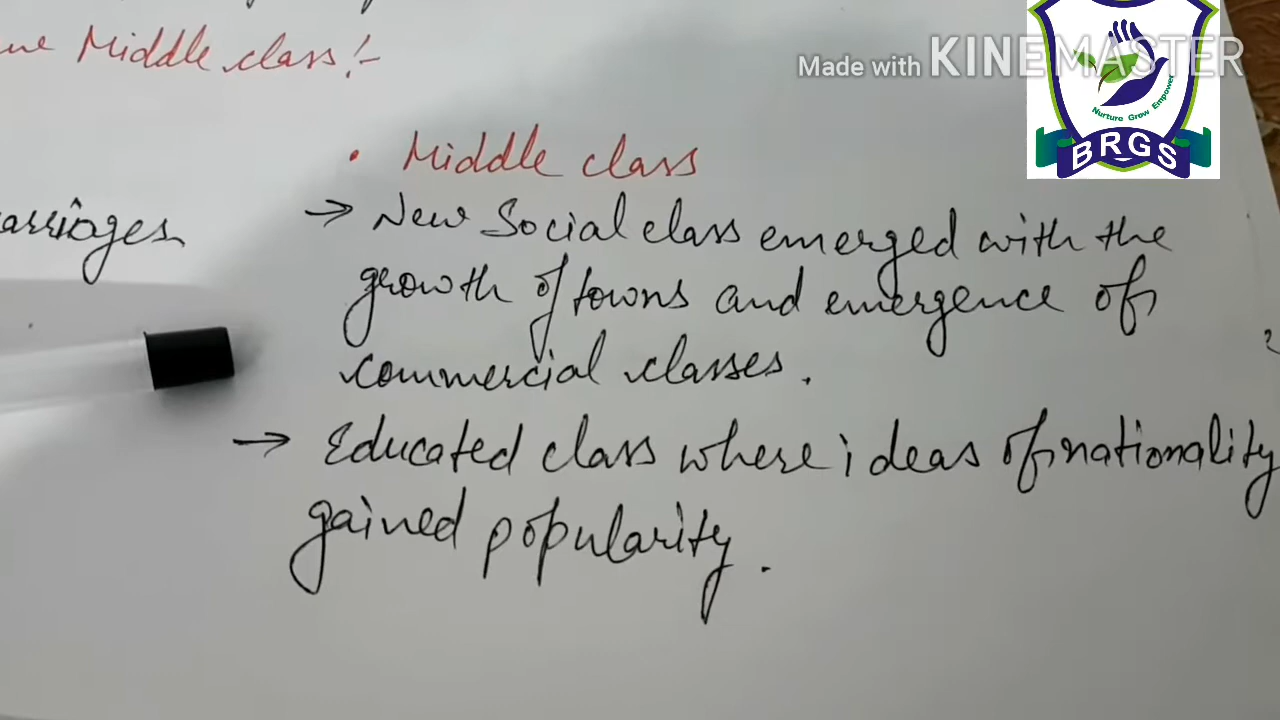 Middle class :-
Made with KINEMASTER
Nurture Grow Empower
BRGS
• Middle class
→ New Social class emerged with the
growth of towns and emergence of
commercial classes.
→ Educated class where ideas of nationality
gained popularity.